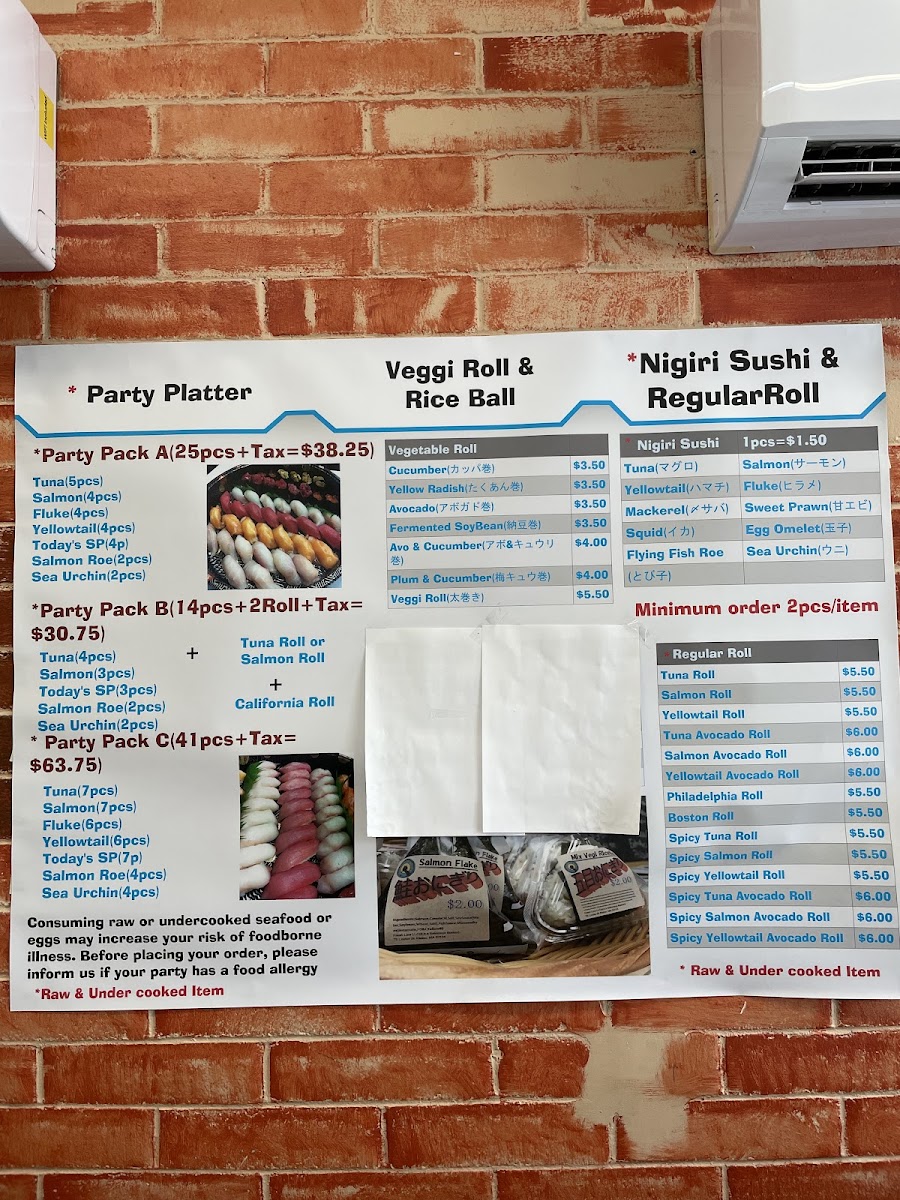 * Party Platter
*Party Pack A(25pcs+Tax=$38.25)
Tuna(5pcs)
Salmon(4pcs)
Fluke(4pcs)
Yellowtail(4pcs)
Today's SP(4p)
Salmon Roe(2pcs)
Sea Urchin(2pcs)
*Party Pack B(14pcs+2Roll+Tax=
$30.75)
Tuna(4pcs)
Salmon(3pcs)
Today's SP(3pcs)
Salmon Roe(2pcs)
Sea Urchin(2pcs)
+
Tuna Roll or
Salmon Roll
+
California Roll
* Party Pack C(41pcs+Tax=
$63.75)
Tuna(7pcs)
Salmon(7pcs)
Fluke(6pcs)
Yellowtail(6pcs)
Today's SP(7p)
Salmon Roe(4pcs)
Sea Urchin(4pcs)
Consuming raw or undercooked seafood or
eggs may increase your risk of foodborne
illness. Before placing your order, please
inform us if your party has a food allergy
*Raw & Under cooked Item
Veggi Roll &
Rice Ball
Vegetable Roll
Cucumber(カッパ巻) $3.50
Yellow Radish(たくあん巻) $3.50
Avocado(アボガド巻) $3.50
Fermented SoyBean(納豆巻) $3.50
Avo & Cucumber(アボ&キュウリ $4.00
巻)
Plum & Cucumber(梅キュウ巻) $4.00
Veggi Roll(太巻き) $5.50
Salmon Flake
Flake
鮭おにぎり
$2.00
Mix Vegi Rice
五目おにぎり
$2.00
*Nigiri Sushi &
RegularRoll
* Nigiri Sushi 1pcs=$1.50
Tuna(マグロ) Salmon(サーモン)
Yellowtail(ハマチ) Fluke(ヒラメ)
Mackerel(〆サバ) Sweet Prawn(甘エビ)
Squid(イカ) Egg Omelet(玉子)
Flying Fish Roe Sea Urchin(ウニ)
(とび子)
Minimum order 2pcs/item
* Regular Roll
Tuna Roll $5.50
Salmon Roll $5.50
Yellowtail Roll $5.50
Tuna Avocado Roll $6.00
Salmon Avocado Roll $6.00
Yellowtail Avocado Roll $6.00
Philadelphia Roll $5.50
Boston Roll $5.50
Spicy Tuna Roll $5.50
Spicy Salmon Roll $5.50
Spicy Yellowtail Roll $5.50
Spicy Tuna Avocado Roll $6.00
Spicy Salmon Avocado Roll $6.00
Spicy Yellowtail Avocado Roll $6.00
* Raw & Under cooked Item